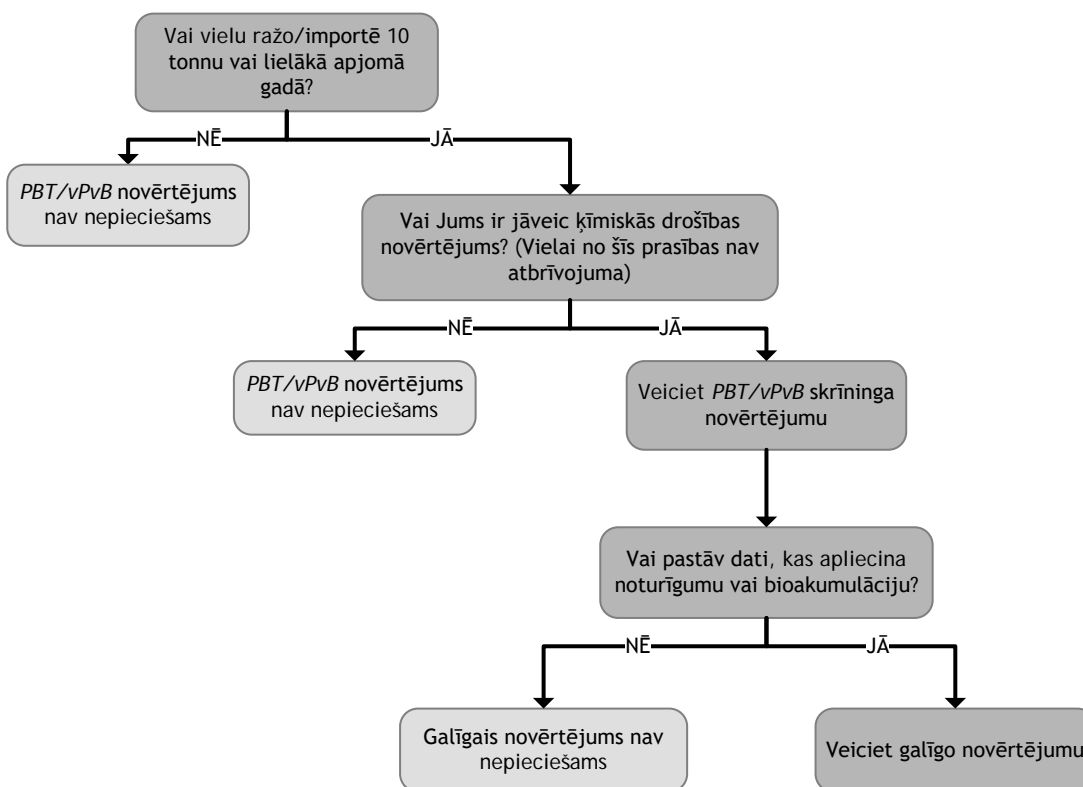 Vai vielu ražo/importē 10
tonnu vai lielākā apjomā
gadā?
NĒ
JĀ
PBT/vPvB novērtējums
nav nepieciešams
Vai Jums ir jāveic ķīmiskās drošības
novērtējums? (Vielai no šīs prasības nav
atbrīvojuma)
NĒ
JĀ
PBT/vPvB novērtējums
nav nepieciešams
Veiciet PBT/vPvB skrīninga
novērtējumu
Vai pastāv dati, kas apliecina
noturīgumu vai bioakumulāciju?
NĒ
JĀ
Galīgais novērtējums nav
nepieciešams
Veiciet galīgo novērtējumu